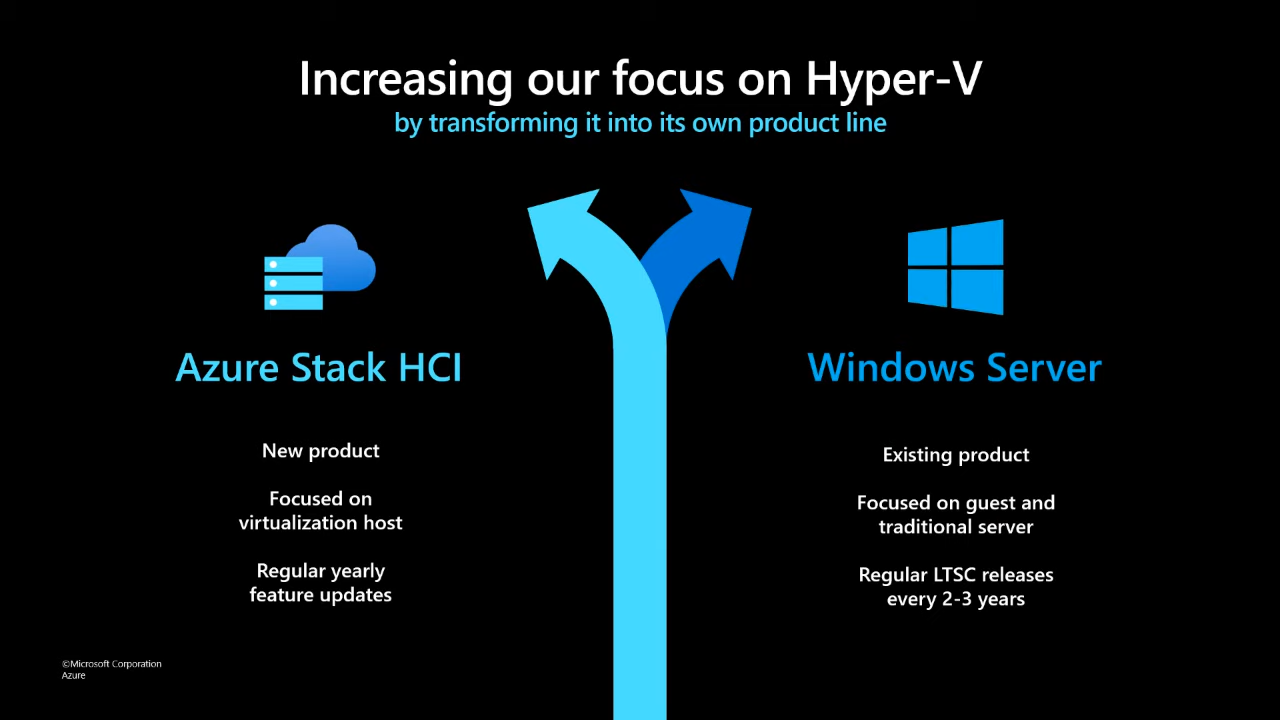 Increasing our focus on Hyper-V
by transforming it into its own product line
Azure Stack HCI
New product
Focused on
virtualization host
Regular yearly
feature updates
Windows Server
Existing product
Focused on guest and
traditional server
Regular LTSC releases
every 2-3 years
©Microsoft Corporation
Azure